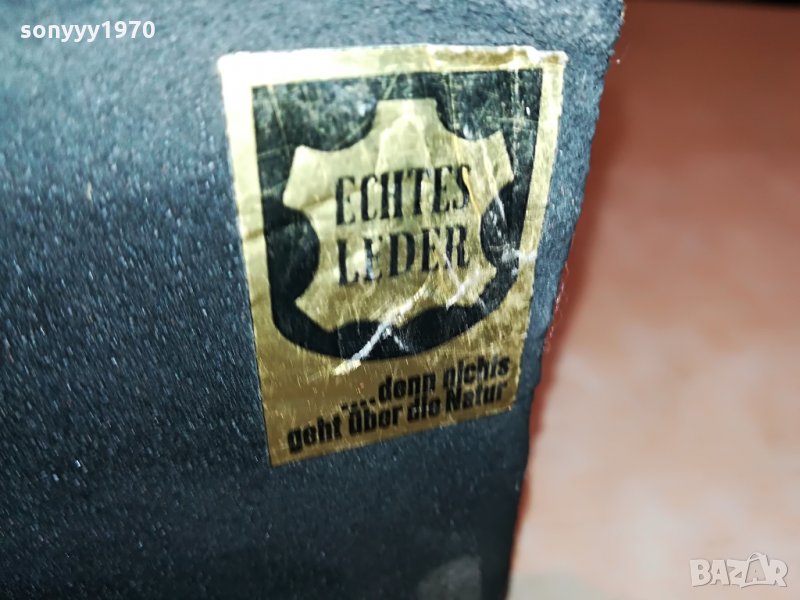 sonyyy1970
ECHTES
LEDER
....denn nichts
geht über die Natur
BAZAR